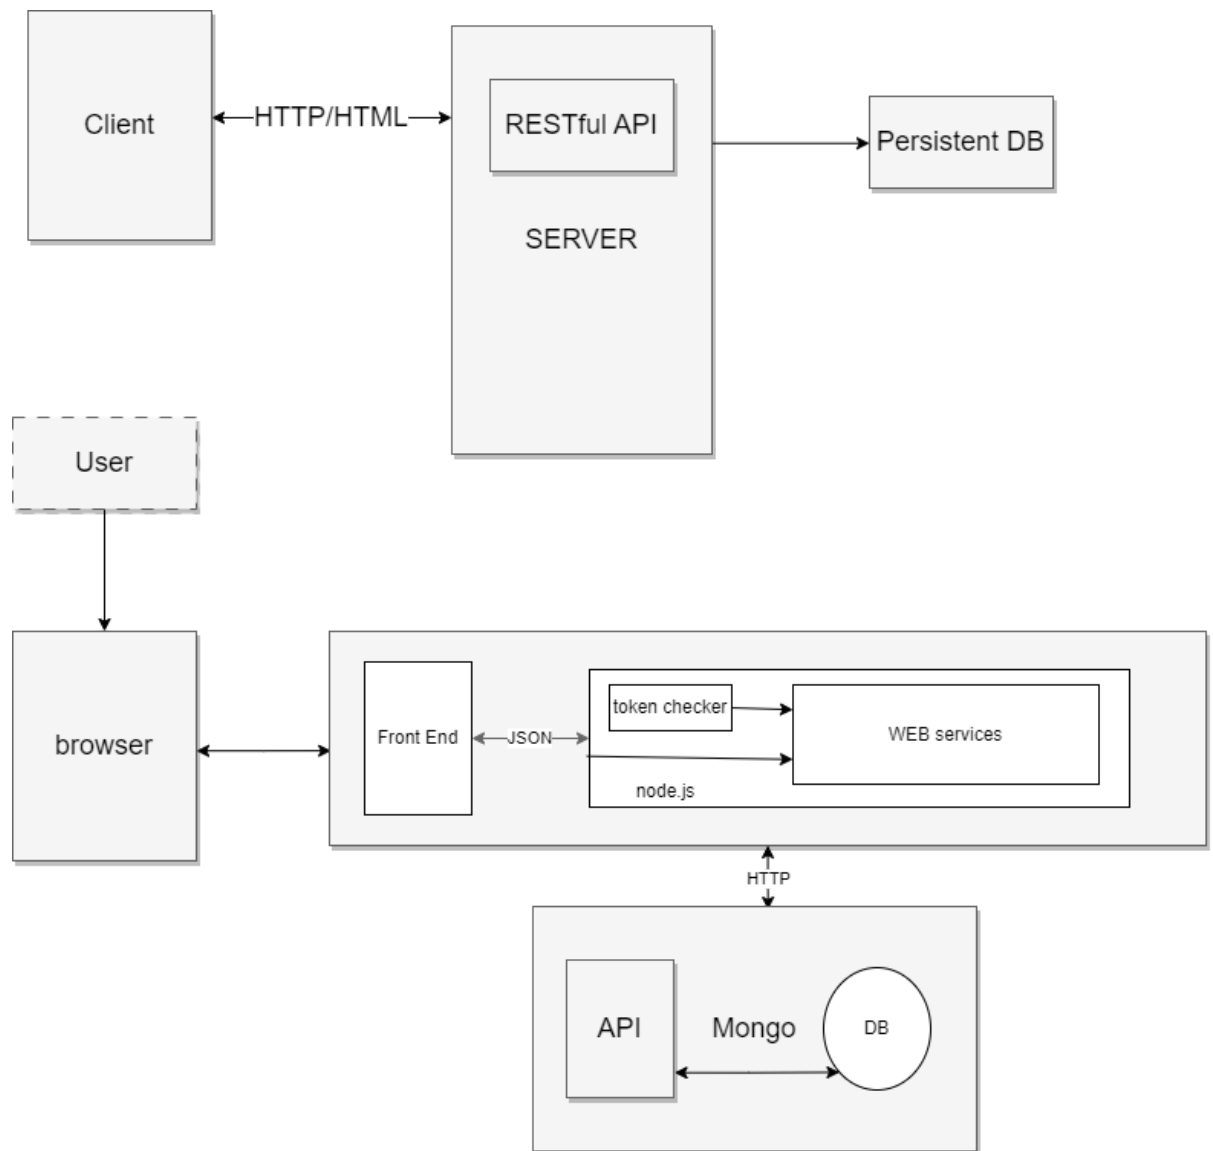 Client
HTTP/HTML
RESTful API
SERVER
Persistent DB
User
browser
Front End
JSON
token checker
WEB services
node.js
HTTP
API
Mongo
DB